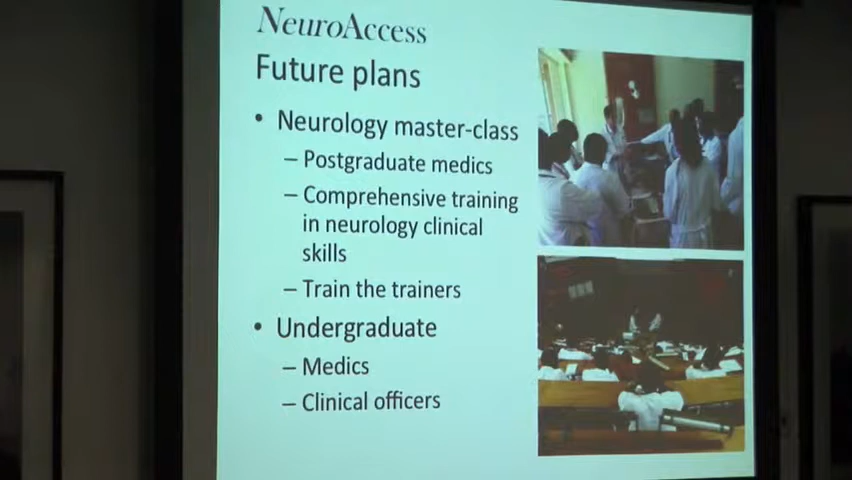 NeuroAccess
Future plans
• Neurology master-class
– Postgraduate medics
– Comprehensive training
in neurology clinical
skills
– Train the trainers
• Undergraduate
– Medics
– Clinical officers